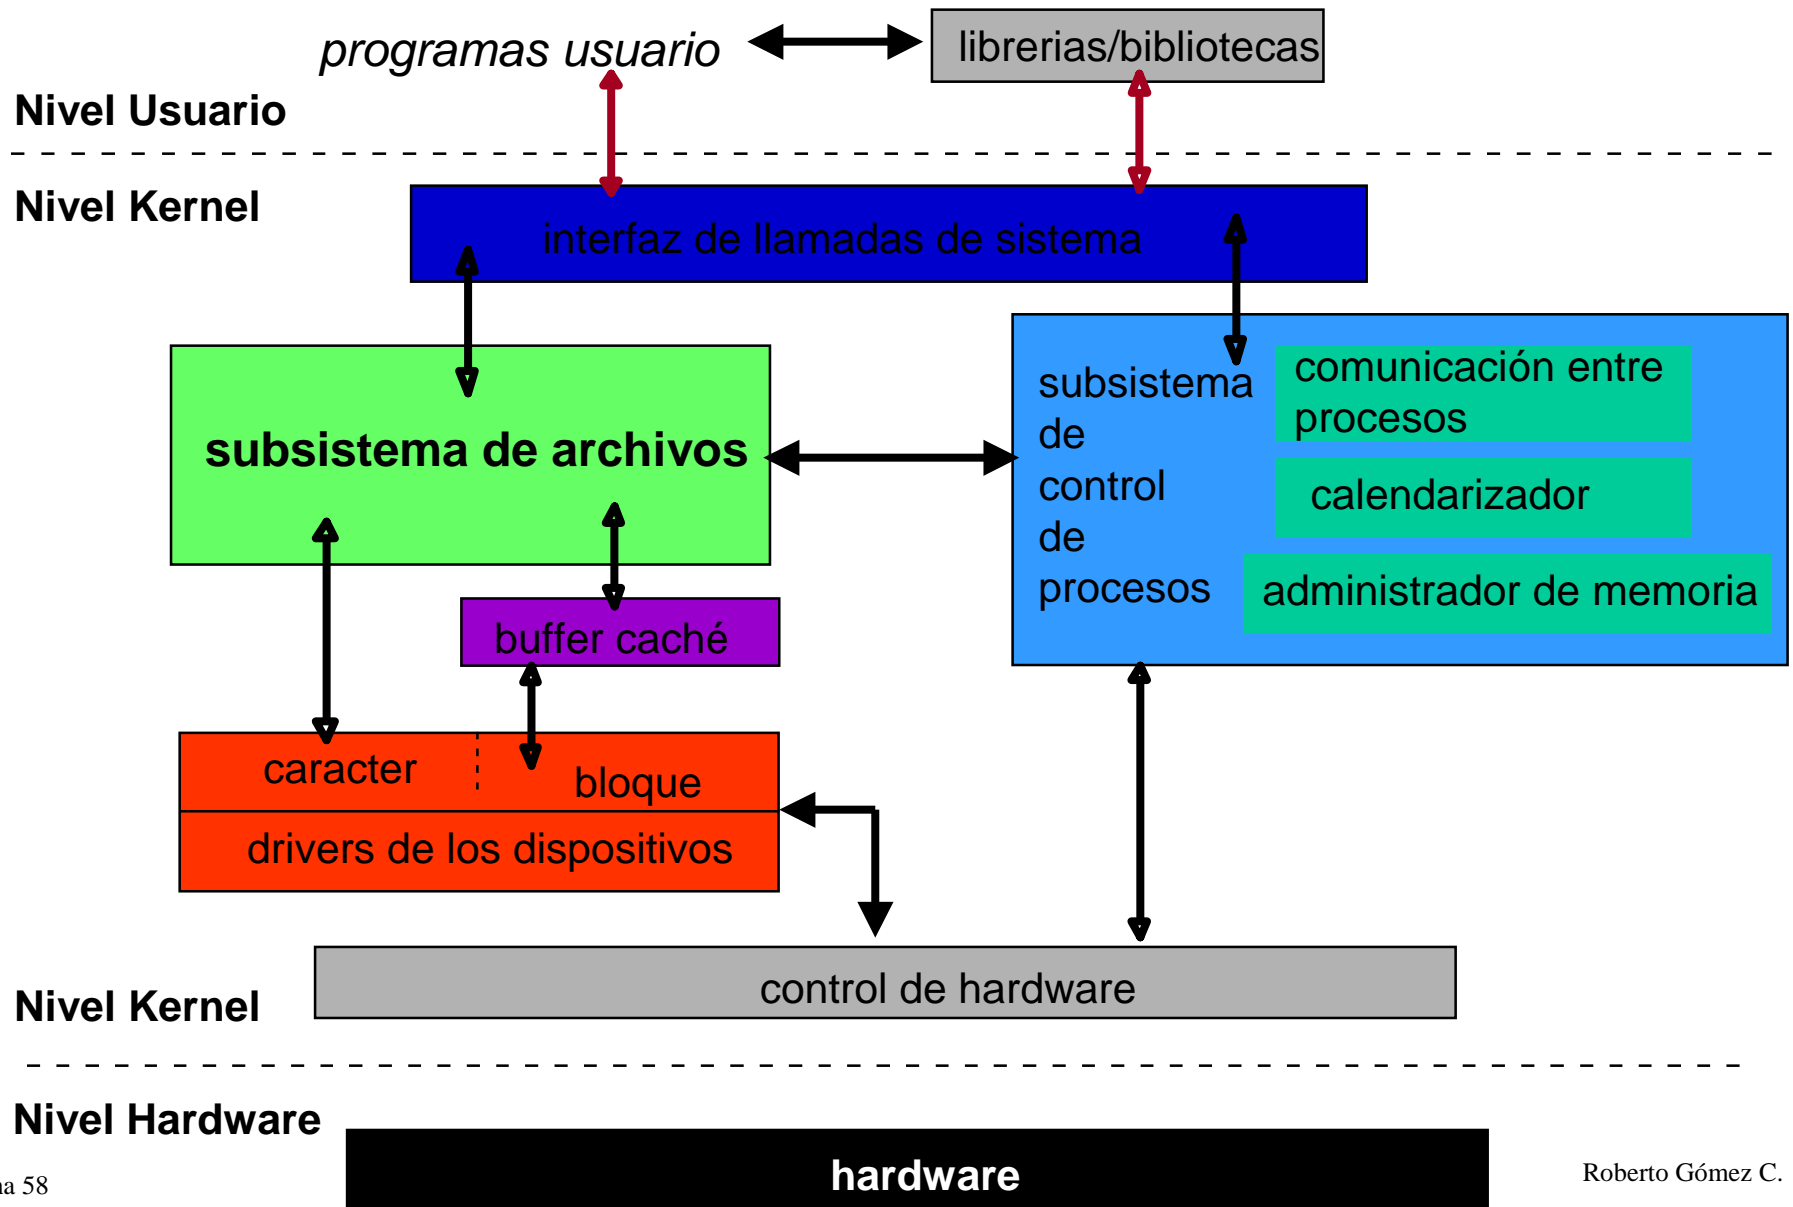 programas usuario
librerias/bibliotecas
Nivel Usuario
Nivel Kernel
interfaz de llamadas de sistema
subsistema de archivos
subsistema
de
control
de
procesos
comunicación entre
procesos
calendarizador
administrador de memoria
buffer caché
caracter
bloque
drivers de los dispositivos
control de hardware
Nivel Kernel
Nivel Hardware
hardware
na 58
Roberto Gómez C.